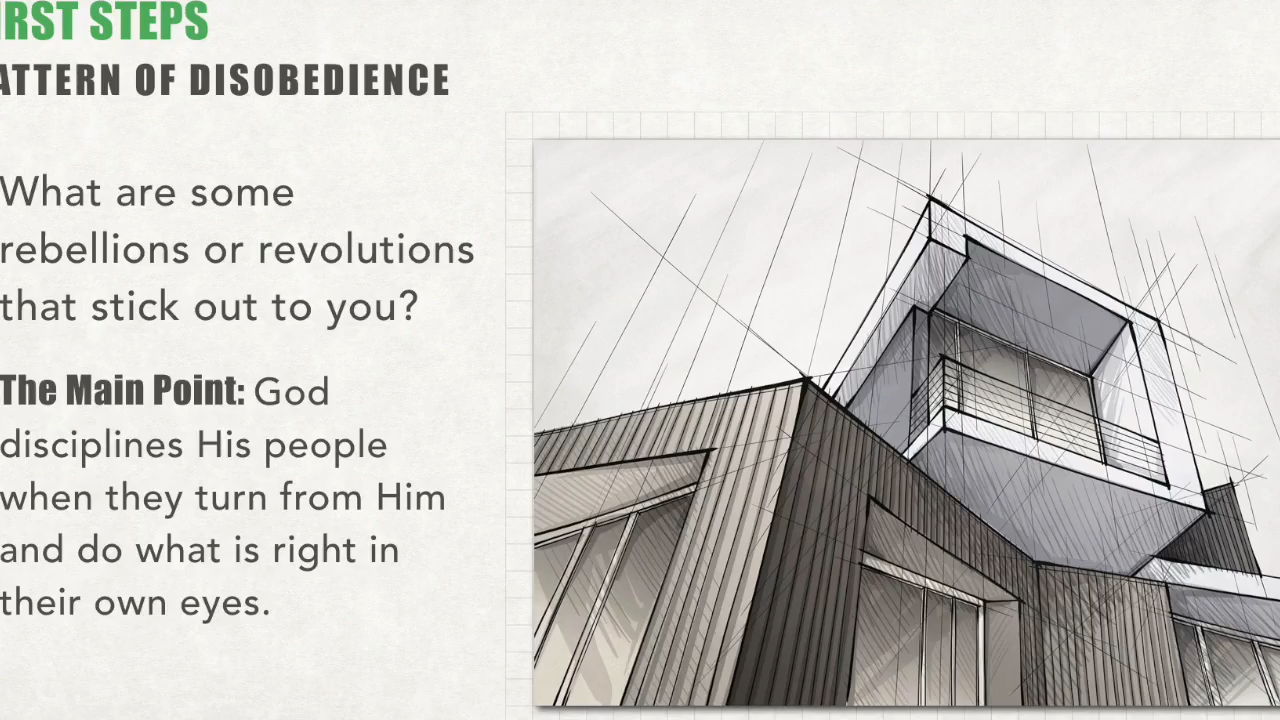 IRST STEPS
ATTERN OF DISOBEDIENCE
What are some
rebellions or revolutions
that stick out to you?
The Main Point: God
disciplines His people
when they turn from Him
and do what is right in
their own eyes.